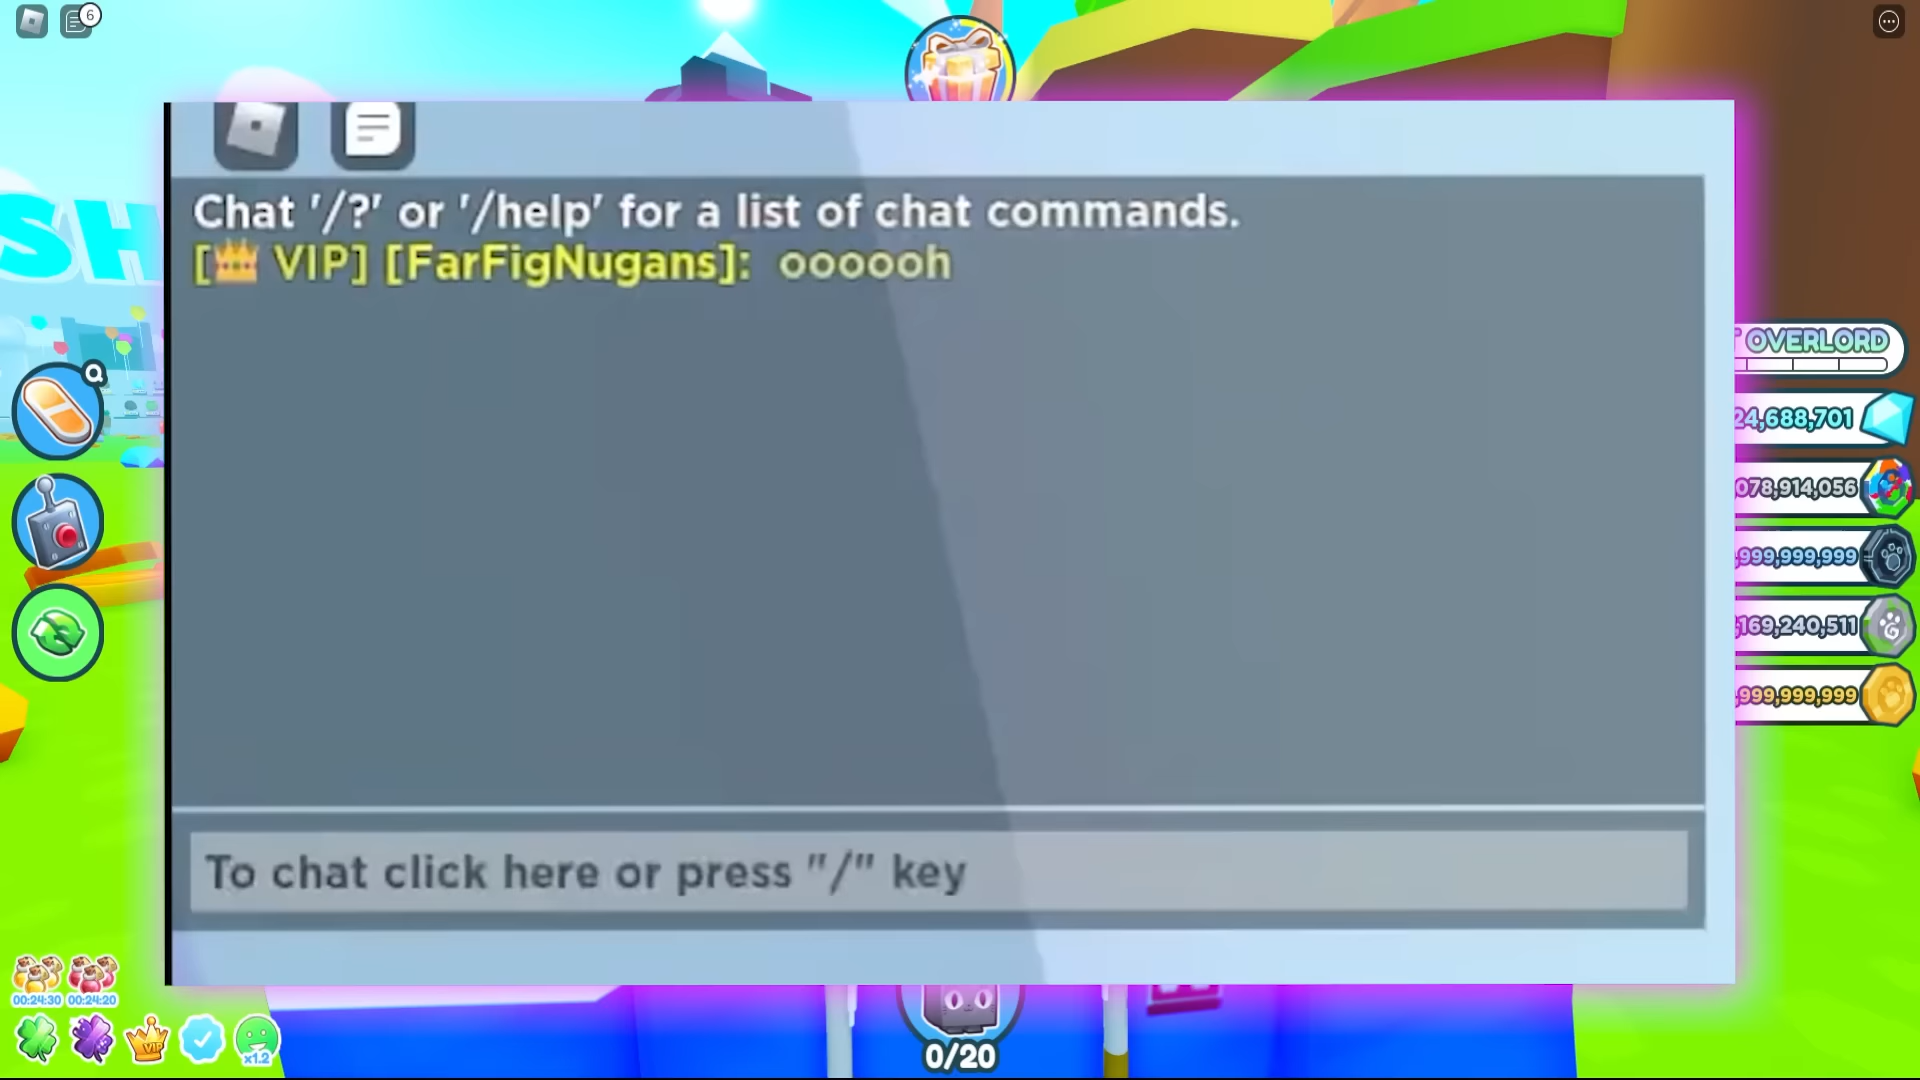 6
SH
Chat '/?' or '/help' for a list of chat commands.
[👑 VIP] [FarFigNugans]: oooooh
OVERLORD
24,688,701
078,914,056
,999,999,999
,169,240,511
,999,999,999
To chat click here or press "/" key
00:24:30 00:24:20
VIP
x1.2
0/20